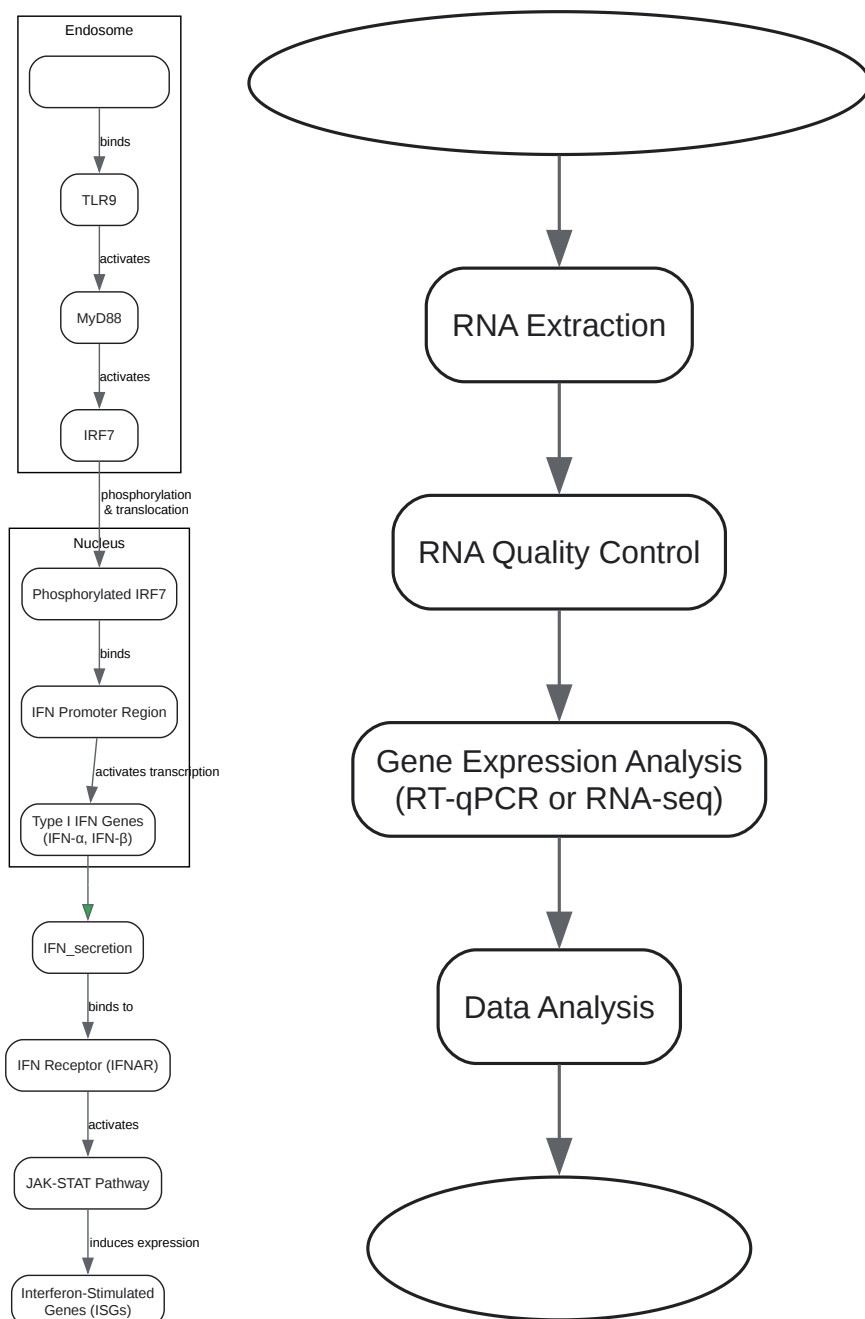 Endosome
binds
TLR9
activates
MyD88
activates
IRF7
phosphorylation
& translocation
Nucleus
Phosphorylated IRF7
binds
IFN Promoter Region
activates transcription
Type I IFN Genes
(IFN-α, IFN-β)
IFN_secretion
binds to
IFN Receptor (IFNAR)
activates
JAK-STAT Pathway
induces expression
Interferon-Stimulated
Genes (ISGs)
RNA Extraction
RNA Quality Control
Gene Expression Analysis
(RT-qPCR or RNA-seq)
Data Analysis